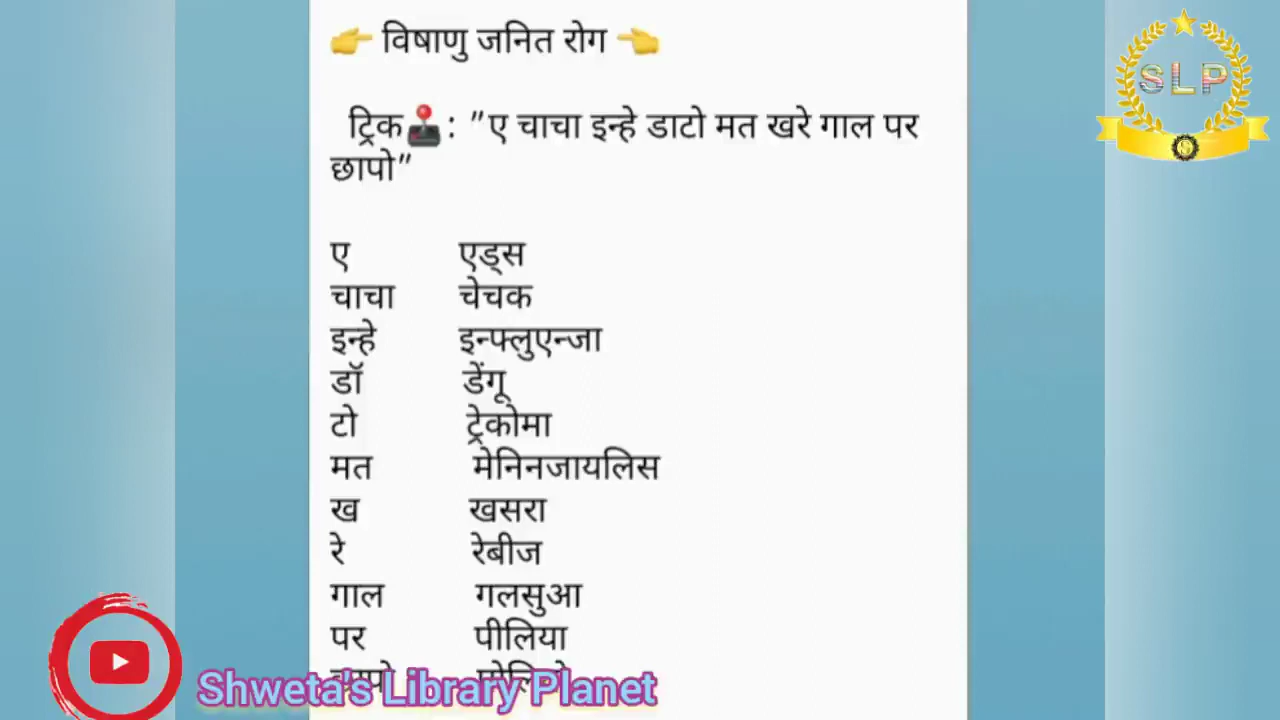 👉 विषाणु जनित रोग 👈
SLP
ट्रिक🕹️: "ए चाचा इन्हे डाटो मत खरे गाल पर
छापो"
ए एड्स
चाचा चेचक
इन्हे इन्फ्लुएन्जा
डॉ डेंगू
टो ट्रेकोमा
मत मेनिनजायलिस
ख खसरा
रे रेबीज
गाल गलसुआ
पर पीलिया
Shweta's Library Planet